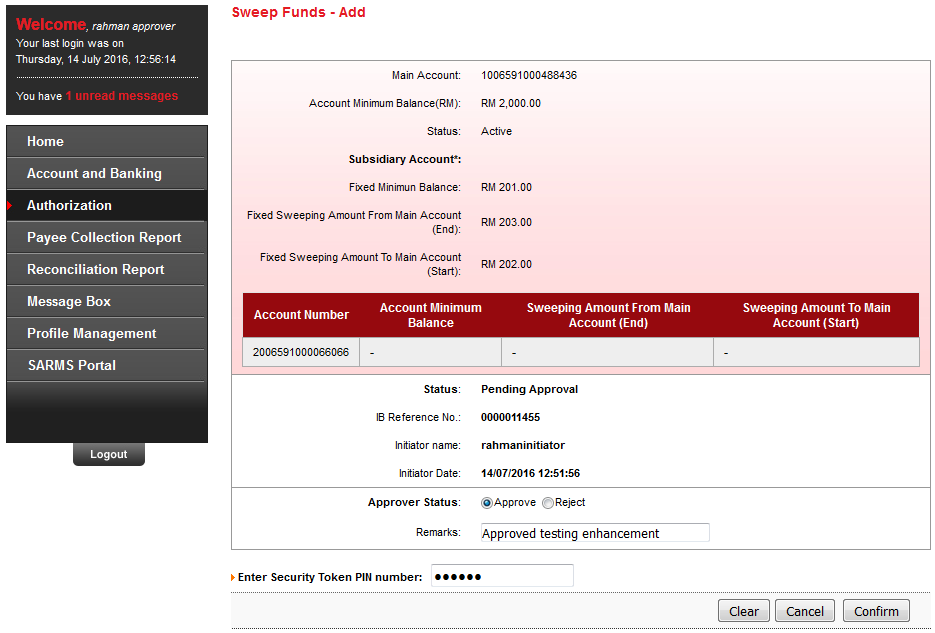 Welcome, rahman approver
Your last login was on
Thursday, 14 July 2016, 12:56:14
You have 1 unread messages
Home
Account and Banking
Authorization
Payee Collection Report
Reconciliation Report
Message Box
Profile Management
SARMS Portal
Logout
Sweep Funds - Add
Main Account: 1006591000488436
Account Minimum Balance(RM): RM 2,000.00
Status: Active
Subsidiary Account*:
Fixed Minimun Balance: RM 201.00
Fixed Sweeping Amount From Main Account
(End): RM 203.00
Fixed Sweeping Amount To Main Account
(Start): RM 202.00
Account Number Account Minimum Balance Sweeping Amount From Main Account (End) Sweeping Amount To Main Account (Start)
2006591000066066 - - -
Status: Pending Approval
IB Reference No.: 0000011455
Initiator name: rahmaninitiator
Initiator Date: 14/07/2016 12:51:56
Approver Status: Approve Reject
Remarks: Approved testing enhancement
Enter Security Token PIN number: ●●●●●●
Clear Cancel Confirm